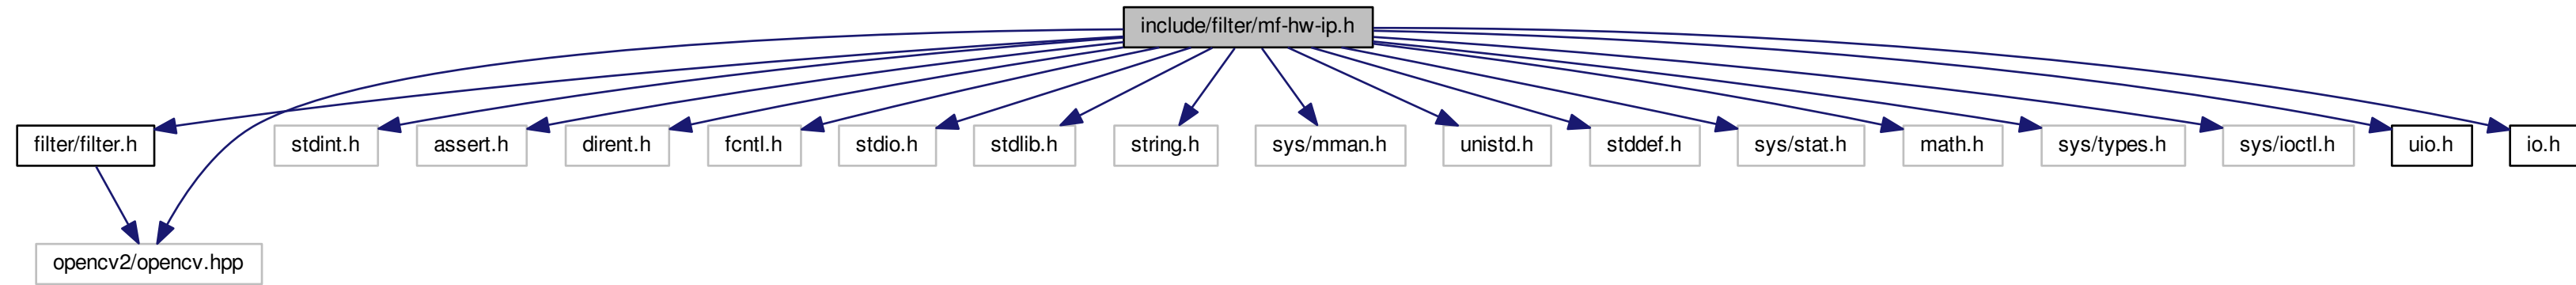 include/filter/mf-hw-ip.h
filter/filter.h
stdint.h
assert.h
dirent.h
fcntl.h
stdio.h
stdlib.h
string.h
sys/mman.h
unistd.h
stddef.h
sys/stat.h
math.h
sys/types.h
sys/ioctl.h
uio.h
io.h
opencv2/opencv.hpp